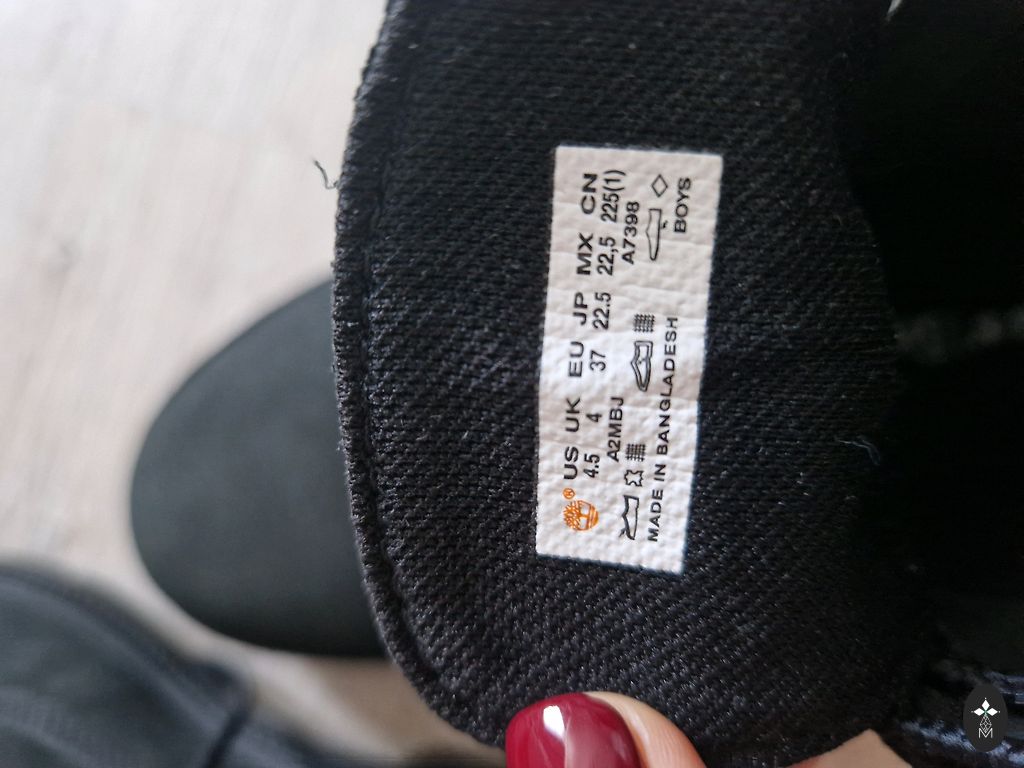 ® US UK EU JP MX CN
4.5 4 37 22.5 22,5 225(1)
A2MBJ A7398
MADE IN BANGLADESH BOYS
M